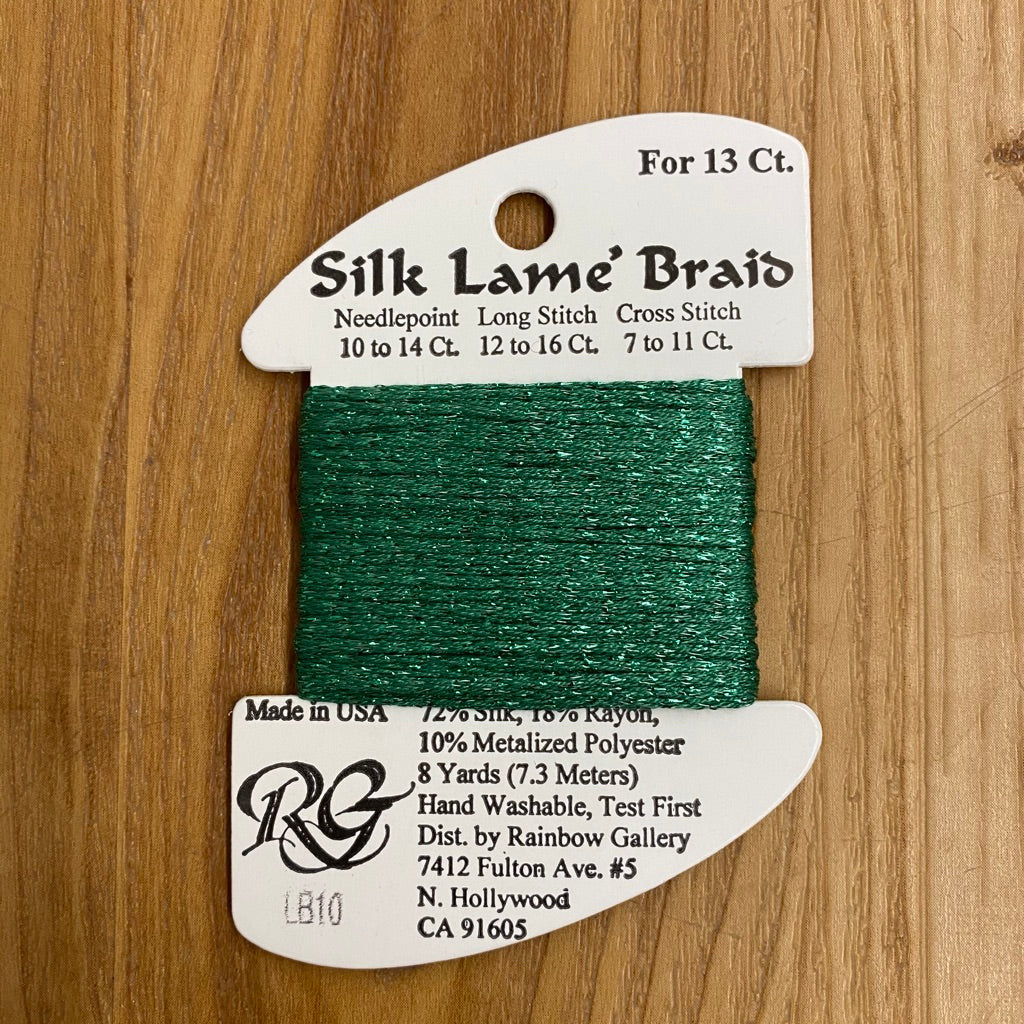 For 13 Ct.
Silk Lame´ Braid
Needlepoint Long Stitch Cross Stitch
10 to 14 Ct. 12 to 16 Ct. 7 to 11 Ct.
Made in USA
72% Silk, 18% Rayon,
10% Metalized Polyester
8 Yards (7.3 Meters)
Hand Washable, Test First
Dist. by Rainbow Gallery
7412 Fulton Ave. #5
N. Hollywood
CA 91605
RG
LB10